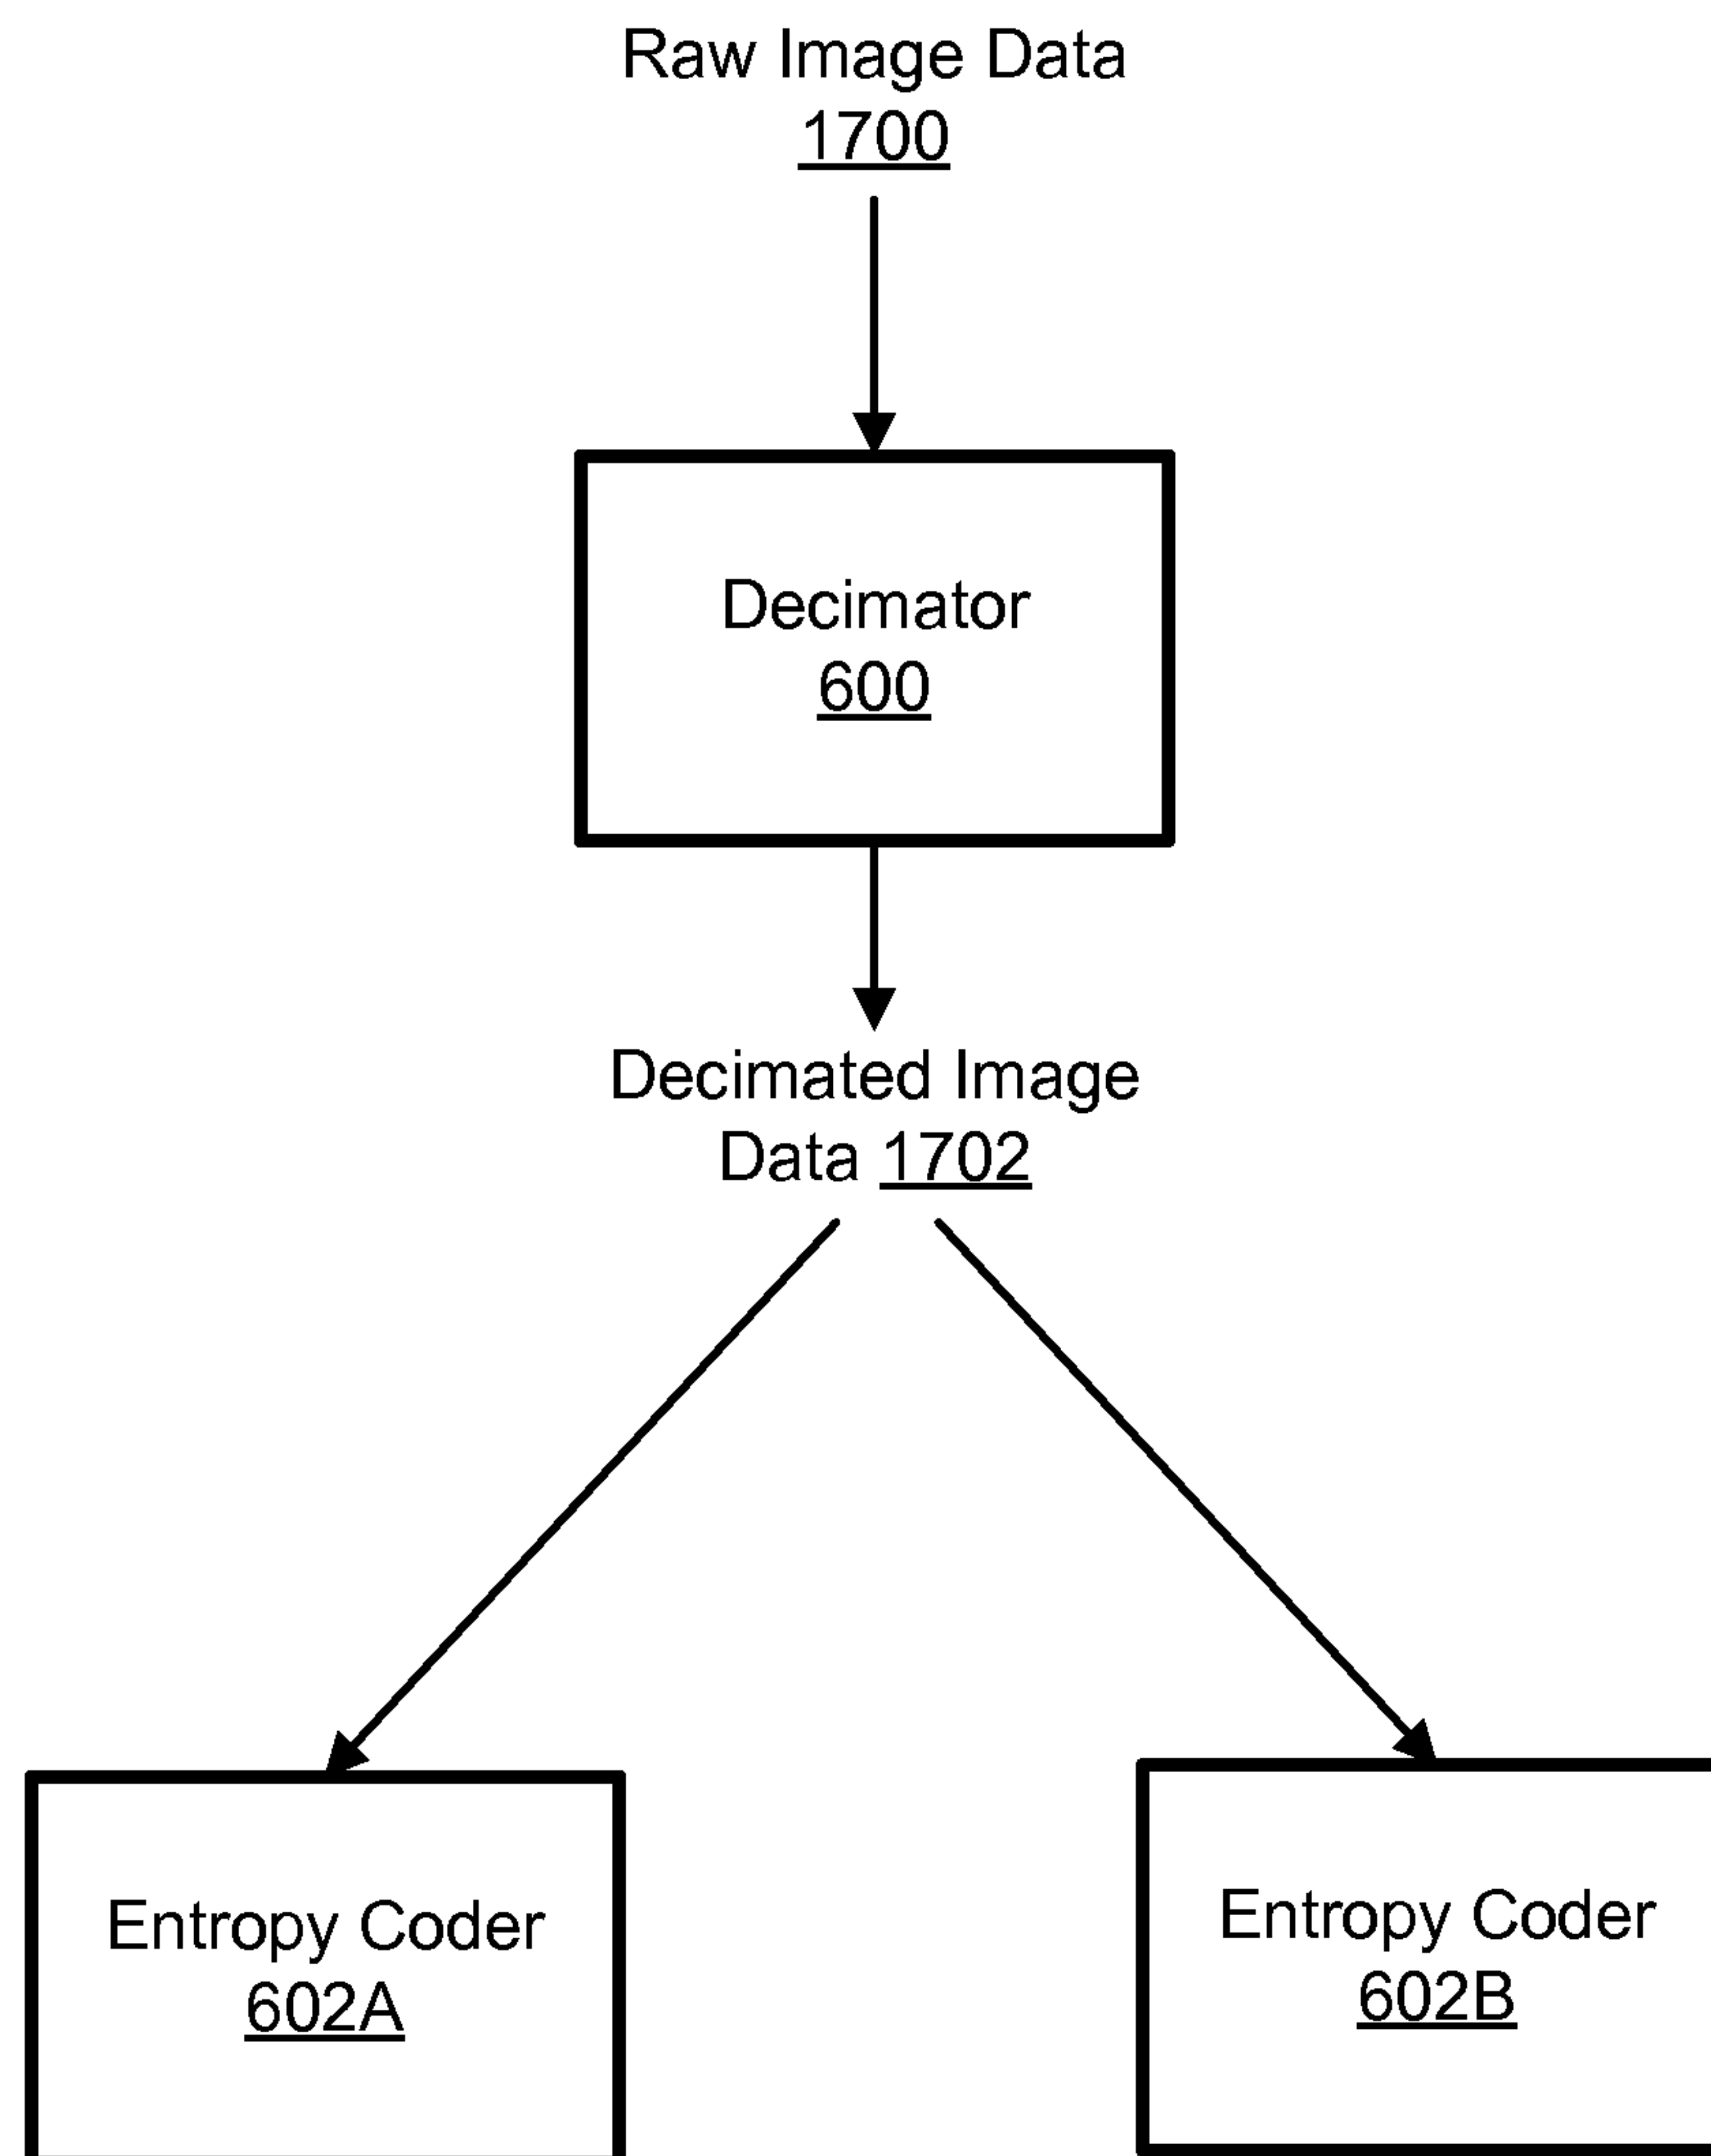 Raw Image Data
1700
Decimator
600
Decimated Image
Data 1702
Entropy Coder
602A
Entropy Coder
602B